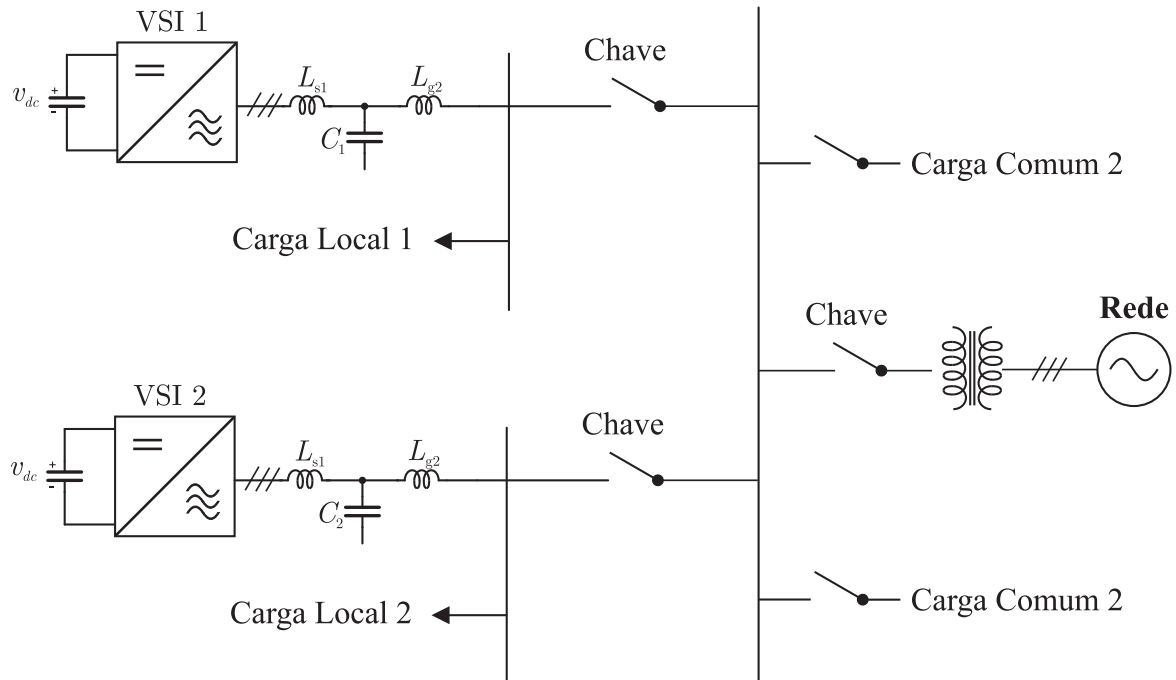 VSI 1
v_dc
+
-
L_s1
L_g2
C_1
Chave
Carga Local 1
Carga Comum 2
Chave
Rede
VSI 2
v_dc
+
-
L_s1
L_g2
C_2
Chave
Carga Local 2
Carga Comum 2